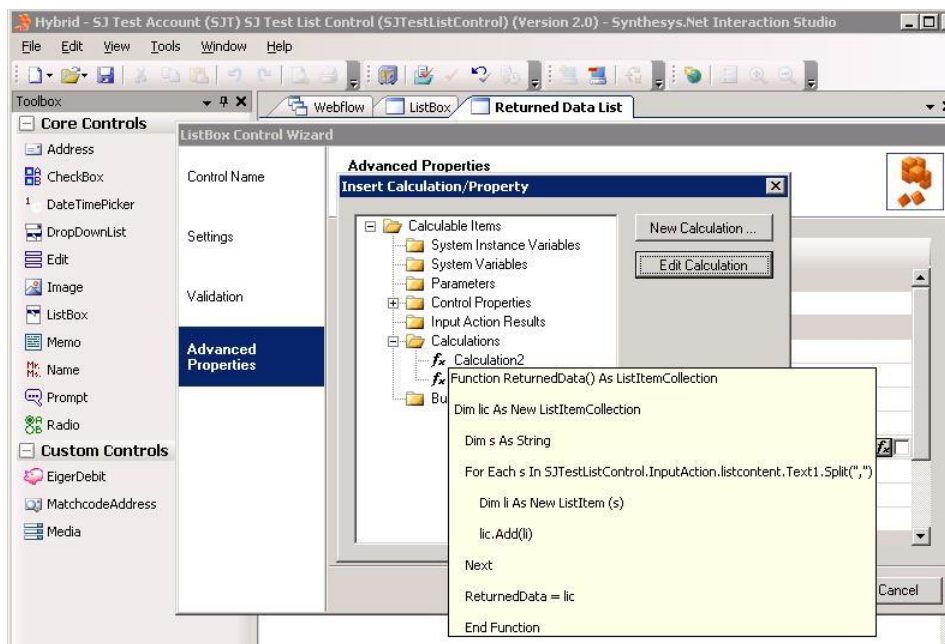 Hybrid - SJ Test Account (SJT) SJ Test List Control (SJTestListControl) (Version 2.0) - Synthesys.Net Interaction Studio
File Edit View Tools Window Help
Toolbox
Webflow ListBox Returned Data List
Core Controls
Address
CheckBox
DateTimePicker
DropDownList
Edit
Image
ListBox
Memo
Name
Prompt
Radio
Custom Controls
EigerDebit
MatchcodeAddress
Media
ListBox Control Wizard
Control Name
Settings
Validation
Advanced
Properties
Advanced Properties
Insert Calculation/Property
Calculable Items
System Instance Variables
System Variables
Parameters
Control Properties
Input Action Results
Calculations
fx Calculation2
fx
Bu
New Calculation ...
Edit Calculation
Function ReturnedData() As ListItemCollection
Dim lic As New ListItemCollection
Dim s As String
For Each s In SJTestListControl.InputAction.listcontent.Text1.Split(",")
Dim li As New ListItem (s)
lic.Add(li)
Next
ReturnedData = lic
End Function
fx
Cancel